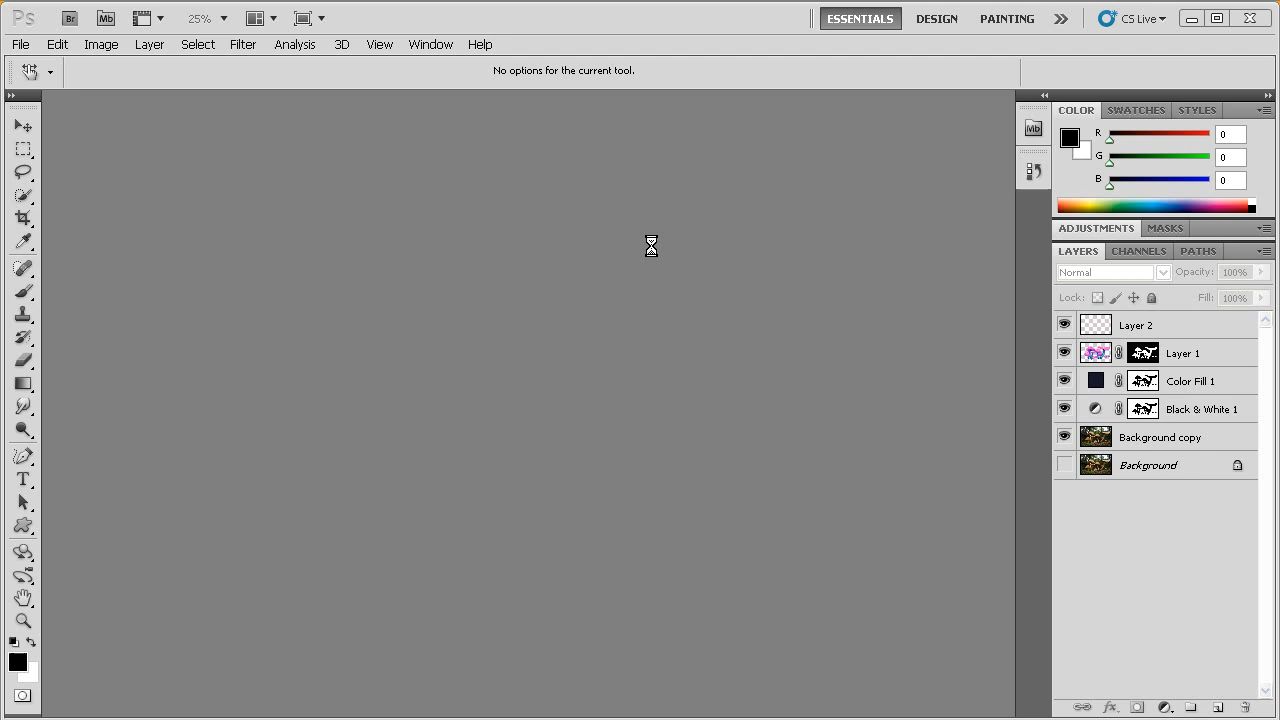 Ps Br Mb 25% ESSENTIALS DESIGN PAINTING CS Live
File Edit Image Layer Select Filter Analysis 3D View Window Help
No options for the current tool.
COLOR SWATCHES STYLES
Mb
R 0
G 0
B 0
ADJUSTMENTS MASKS
LAYERS CHANNELS PATHS
Normal Opacity: 100%
Lock: Fill: 100%
Layer 2
Layer 1
Color Fill 1
Black & White 1
Background copy
Background
T
fx